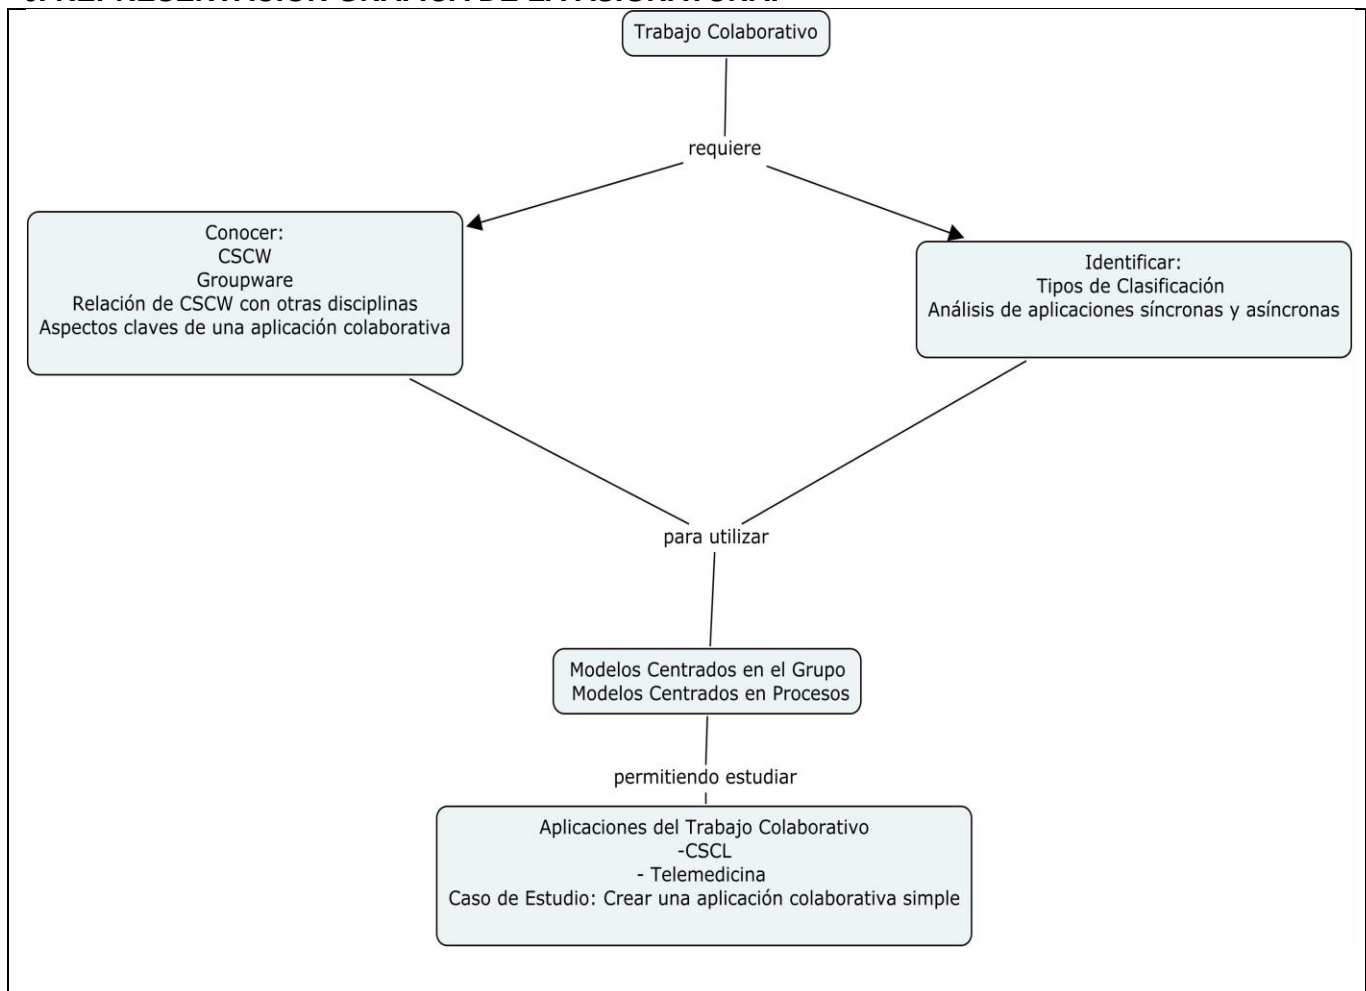 Trabajo Colaborativo
requiere
Conocer:
CSCW
Groupware
Relación de CSCW con otras disciplinas
Aspectos claves de una aplicación colaborativa
Identificar:
Tipos de Clasificación
Análisis de aplicaciones síncronas y asíncronas
para utilizar
Modelos Centrados en el Grupo
Modelos Centrados en Procesos
permitiendo estudiar
Aplicaciones del Trabajo Colaborativo
-CSCL
- Telemedicina
Caso de Estudio: Crear una aplicación colaborativa simple